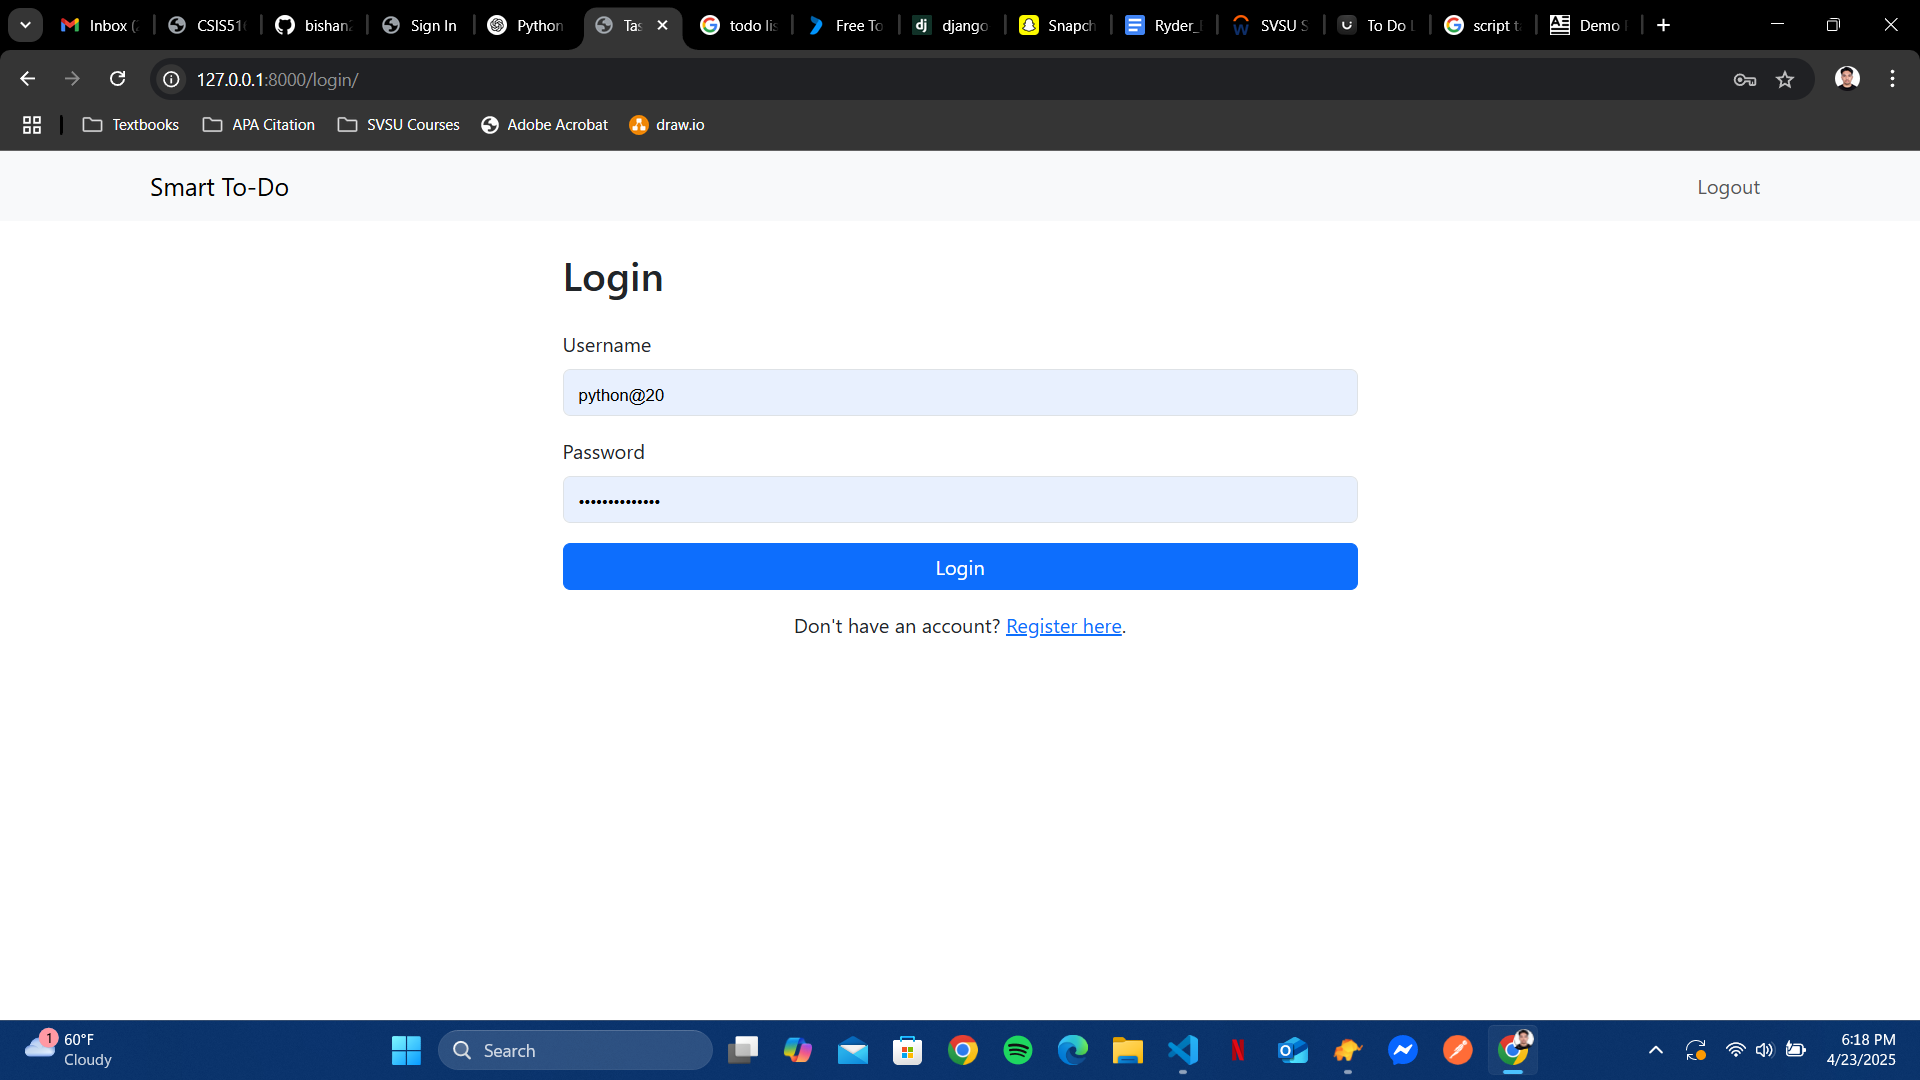 Inbox (
CSIS51
bishan
Sign In
Python
Tas
todo lis
Free To
django
Snapch
Ryder_
SVSU S
To Do L
script t
Demo
127.0.0.1:8000/login/
Textbooks
APA Citation
SVSU Courses
Adobe Acrobat
draw.io
Smart To-Do
Logout
Login
Username
python@20
Password
••••••••••••••
Login
Don't have an account? Register here.
1
60°F
Cloudy
Search
6:18 PM
4/23/2025